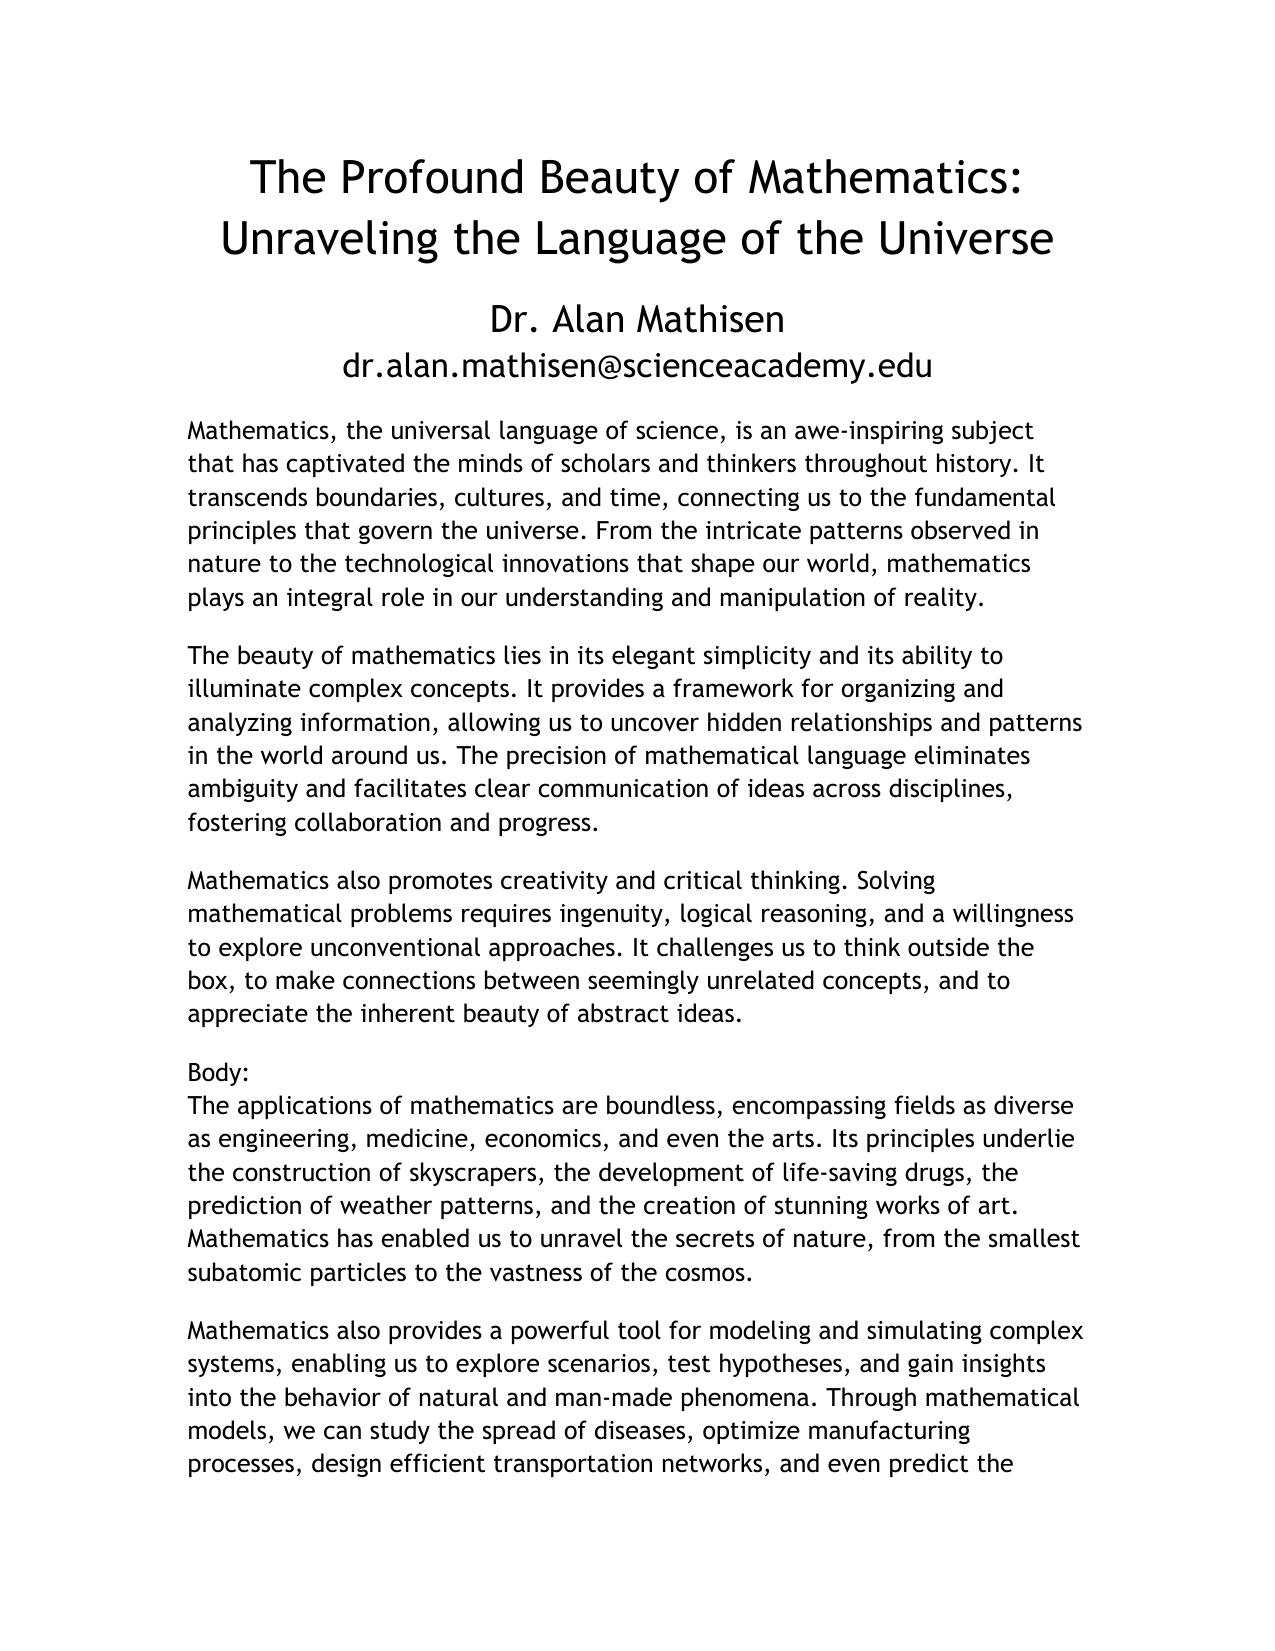 The Profound Beauty of Mathematics:
Unraveling the Language of the Universe
Dr. Alan Mathisen
dr.alan.mathisen@scienceacademy.edu
Mathematics, the universal language of science, is an awe-inspiring subject
that has captivated the minds of scholars and thinkers throughout history. It
transcends boundaries, cultures, and time, connecting us to the fundamental
principles that govern the universe. From the intricate patterns observed in
nature to the technological innovations that shape our world, mathematics
plays an integral role in our understanding and manipulation of reality.
The beauty of mathematics lies in its elegant simplicity and its ability to
illuminate complex concepts. It provides a framework for organizing and
analyzing information, allowing us to uncover hidden relationships and patterns
in the world around us. The precision of mathematical language eliminates
ambiguity and facilitates clear communication of ideas across disciplines,
fostering collaboration and progress.
Mathematics also promotes creativity and critical thinking. Solving
mathematical problems requires ingenuity, logical reasoning, and a willingness
to explore unconventional approaches. It challenges us to think outside the
box, to make connections between seemingly unrelated concepts, and to
appreciate the inherent beauty of abstract ideas.
Body:
The applications of mathematics are boundless, encompassing fields as diverse
as engineering, medicine, economics, and even the arts. Its principles underlie
the construction of skyscrapers, the development of life-saving drugs, the
prediction of weather patterns, and the creation of stunning works of art.
Mathematics has enabled us to unravel the secrets of nature, from the smallest
subatomic particles to the vastness of the cosmos.
Mathematics also provides a powerful tool for modeling and simulating complex
systems, enabling us to explore scenarios, test hypotheses, and gain insights
into the behavior of natural and man-made phenomena. Through mathematical
models, we can study the spread of diseases, optimize manufacturing
processes, design efficient transportation networks, and even predict the